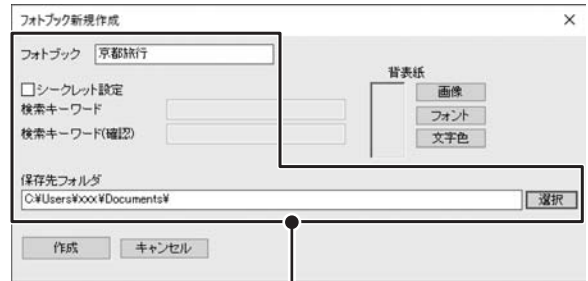 フォトブック新規作成
フォトブック 京都旅行
背表紙
シークレット設定
画像
検索キーワード
フォント
検索キーワード(確認)
文字色
保存先フォルダ
C:¥Users¥xxx¥Documents¥
選択
作成 キャンセル